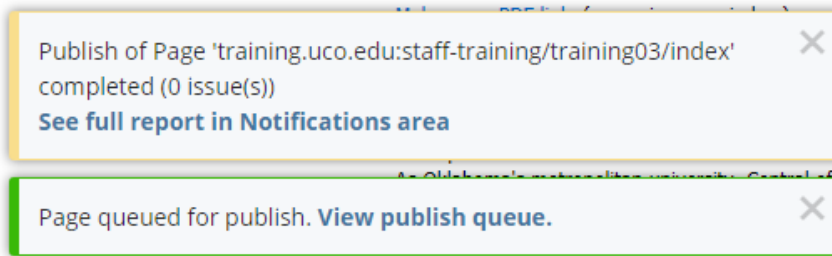 Publish of Page 'training.uco.edu:staff-training/training03/index'
completed (0 issue(s))
See full report in Notifications area
Page queued for publish. View publish queue.